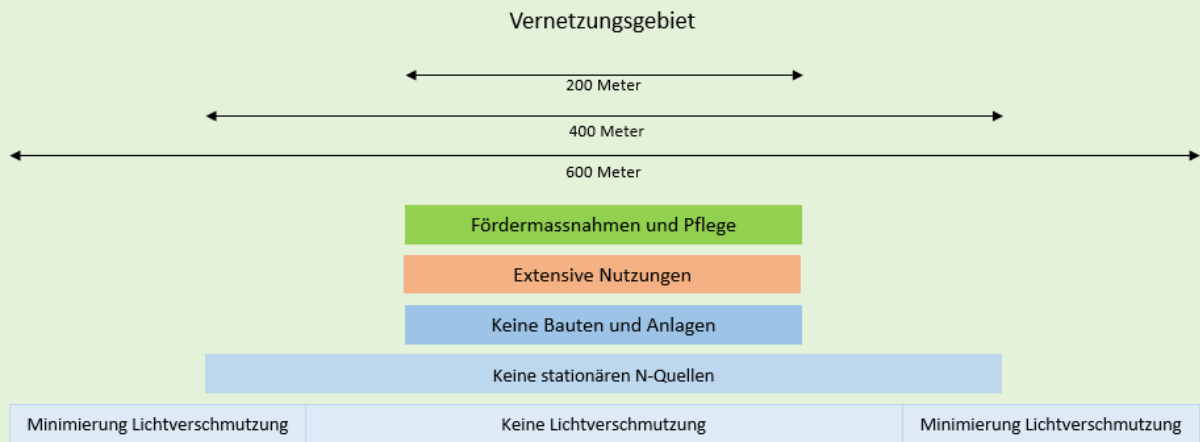 Vernetzungsgebiet
200 Meter
400 Meter
600 Meter
Fördermassnahmen und Pflege
Extensive Nutzungen
Keine Bauten und Anlagen
Keine stationären N-Quellen
Minimierung Lichtverschmutzung Keine Lichtverschmutzung Minimierung Lichtverschmutzung